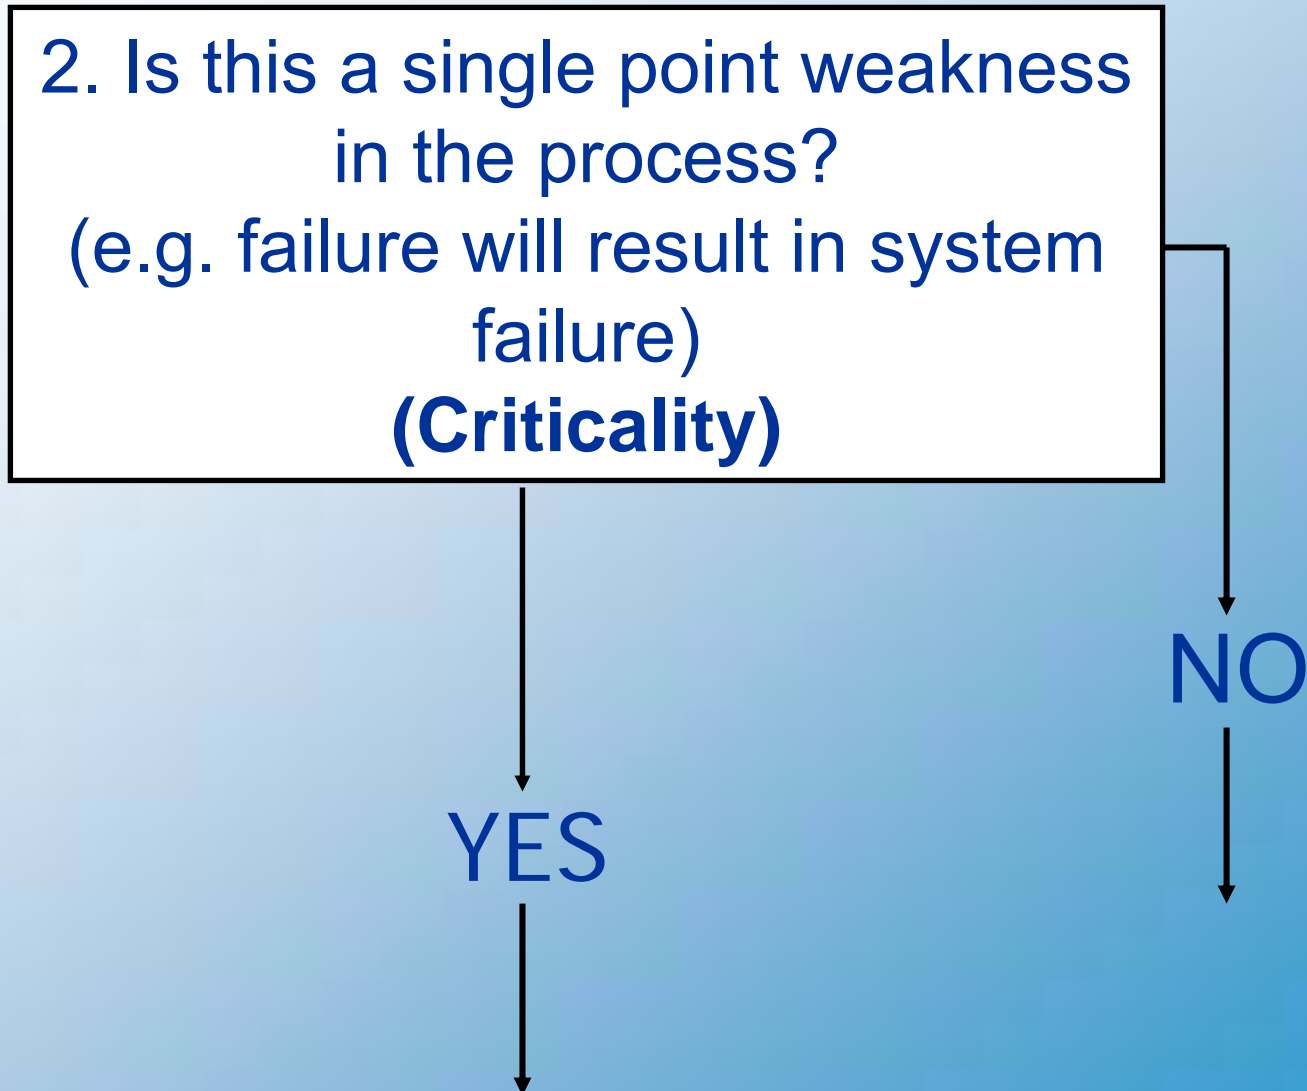 2. Is this a single point weakness
in the process?
(e.g. failure will result in system
failure)
(Criticality)
NO
YES